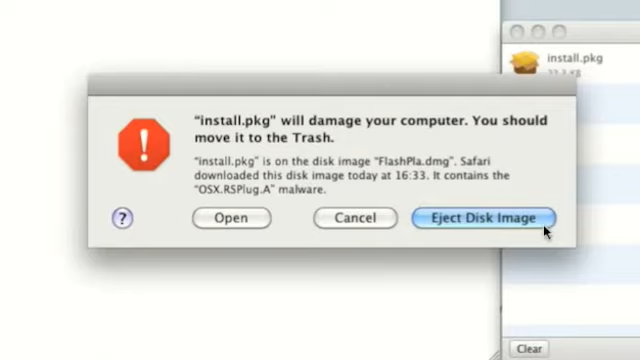 install.pkg
“install.pkg” will damage your computer. You should
move it to the Trash.
“install.pkg” is on the disk image “FlashPla.dmg”. Safari
downloaded this disk image today at 16:33. It contains the
“OSX.RSPlug.A” malware.
?
Open
Cancel
Eject Disk Image
Clear